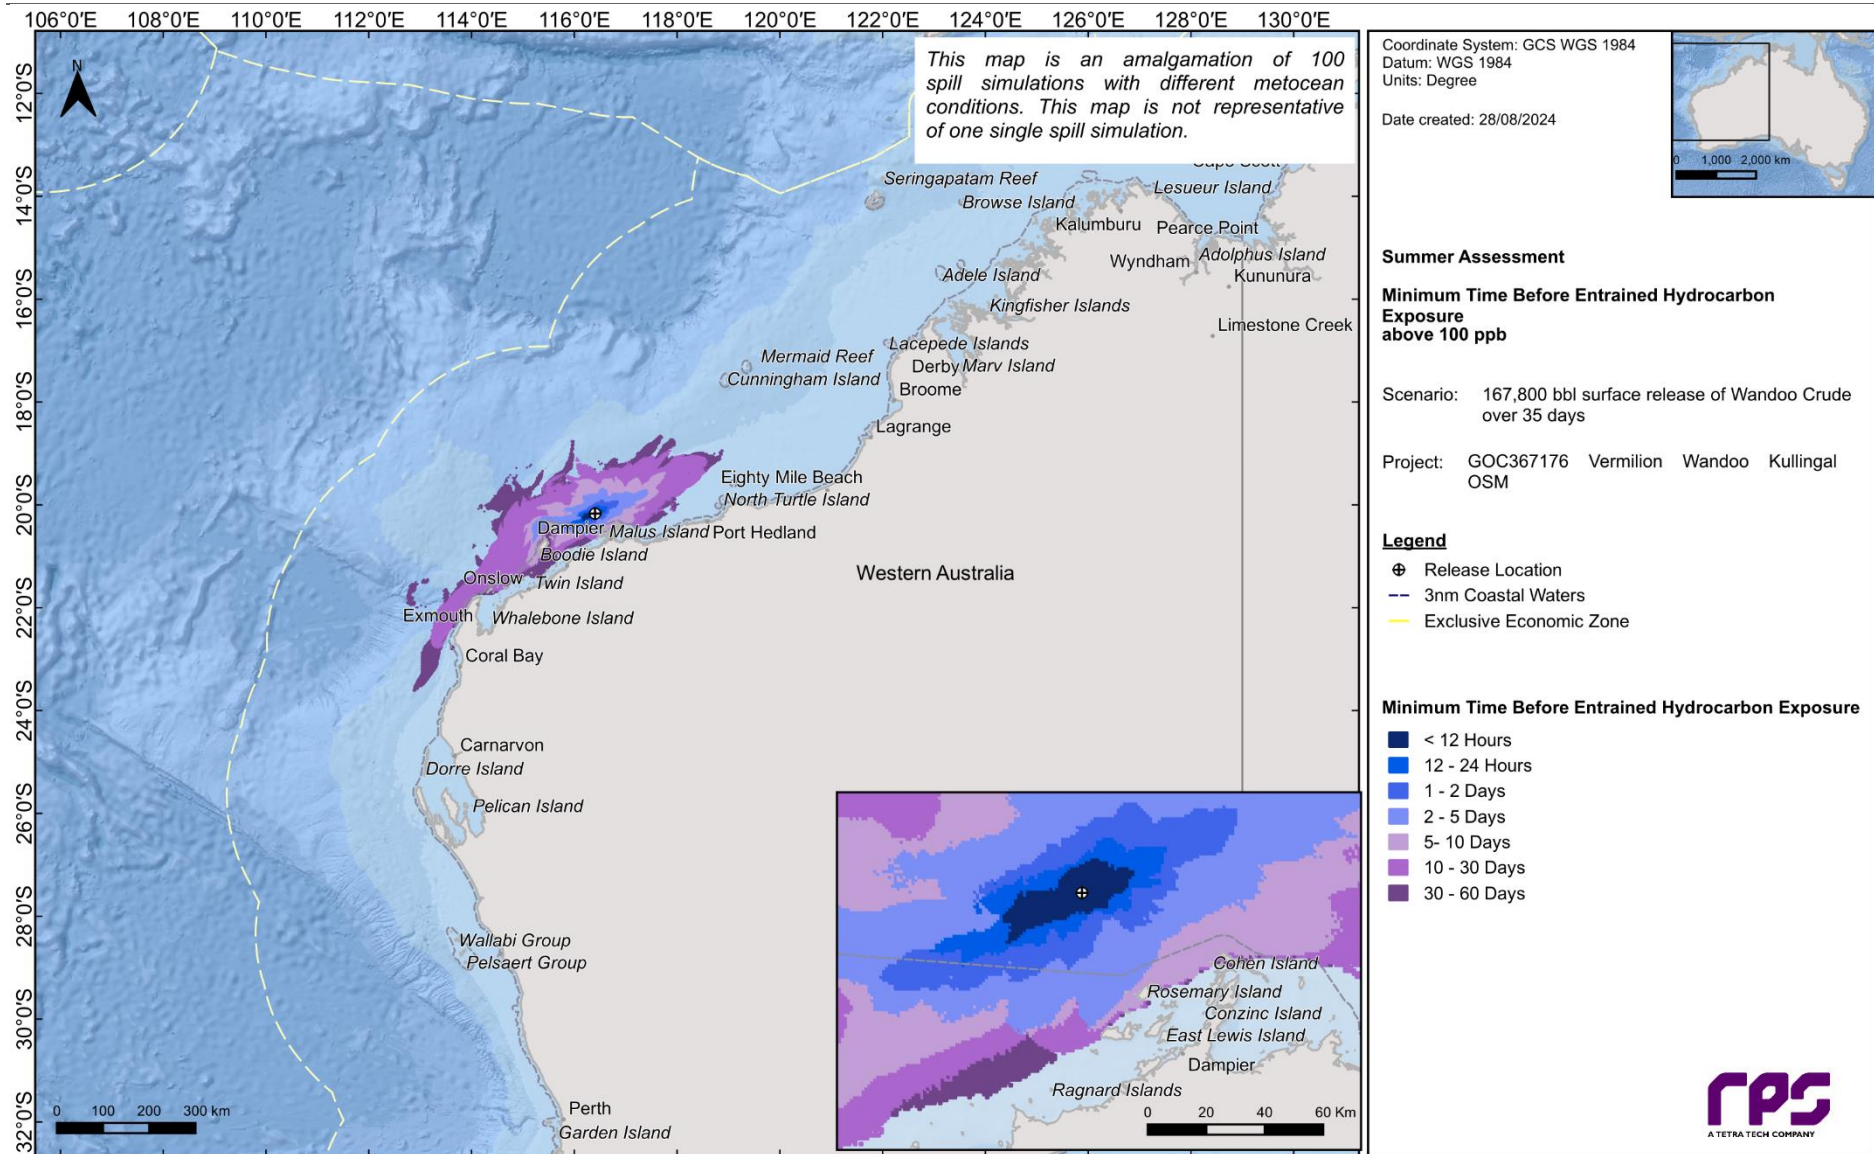 106°0'E 108°0'E 110°0'E 112°0'E 114°0'E 116°0'E 118°0'E 120°0'E 122°0'E 124°0'E 126°0'E 128°0'E 130°0'E
12°0'S
14°0'S
16°0'S
18°0'S
20°0'S
22°0'S
24°0'S
26°0'S
28°0'S
30°0'S
32°0'S
N
This map is an amalgamation of 100
spill simulations with different metocean
conditions. This map is not representative
of one single spill simulation.
Seringapatam Reef
Lesueur Island
Browse Island
Kalumburu
Pearce Point
Adolphus Island
Wyndham
Kununura
Adele Island
Kingfisher Islands
Limestone Creek
Lacepede Islands
Mermaid Reef
Derby
Marv Island
Cunningham Island
Broome
Lagrange
Eighty Mile Beach
North Turtle Island
Dampier
Malus Island
Port Hedland
Boodie Island
Western Australia
Onslow
Twin Island
Exmouth
Whalebone Island
Coral Bay
Carnarvon
Dorre Island
Pelican Island
Wallabi Group
Pelsaert Group
Perth
Garden Island
0 100 200 300 km
Cohen Island
Rosemary Island
Conzinc Island
East Lewis Island
Dampier
Ragnard Islands
0 20 40 60 Km
Coordinate System: GCS WGS 1984
Datum: WGS 1984
Units: Degree
Date created: 28/08/2024
0 1,000 2,000 km
Summer Assessment
Minimum Time Before Entrained Hydrocarbon
Exposure
above 100 ppb
Scenario: 167,800 bbl surface release of Wandoo Crude
over 35 days
Project: GOC367176 Vermilion Wandoo Kullingal
OSM
Legend
Release Location
3nm Coastal Waters
Exclusive Economic Zone
Minimum Time Before Entrained Hydrocarbon Exposure
< 12 Hours
12 - 24 Hours
1 - 2 Days
2 - 5 Days
5- 10 Days
10 - 30 Days
30 - 60 Days
rps
A TETRA TECH COMPANY